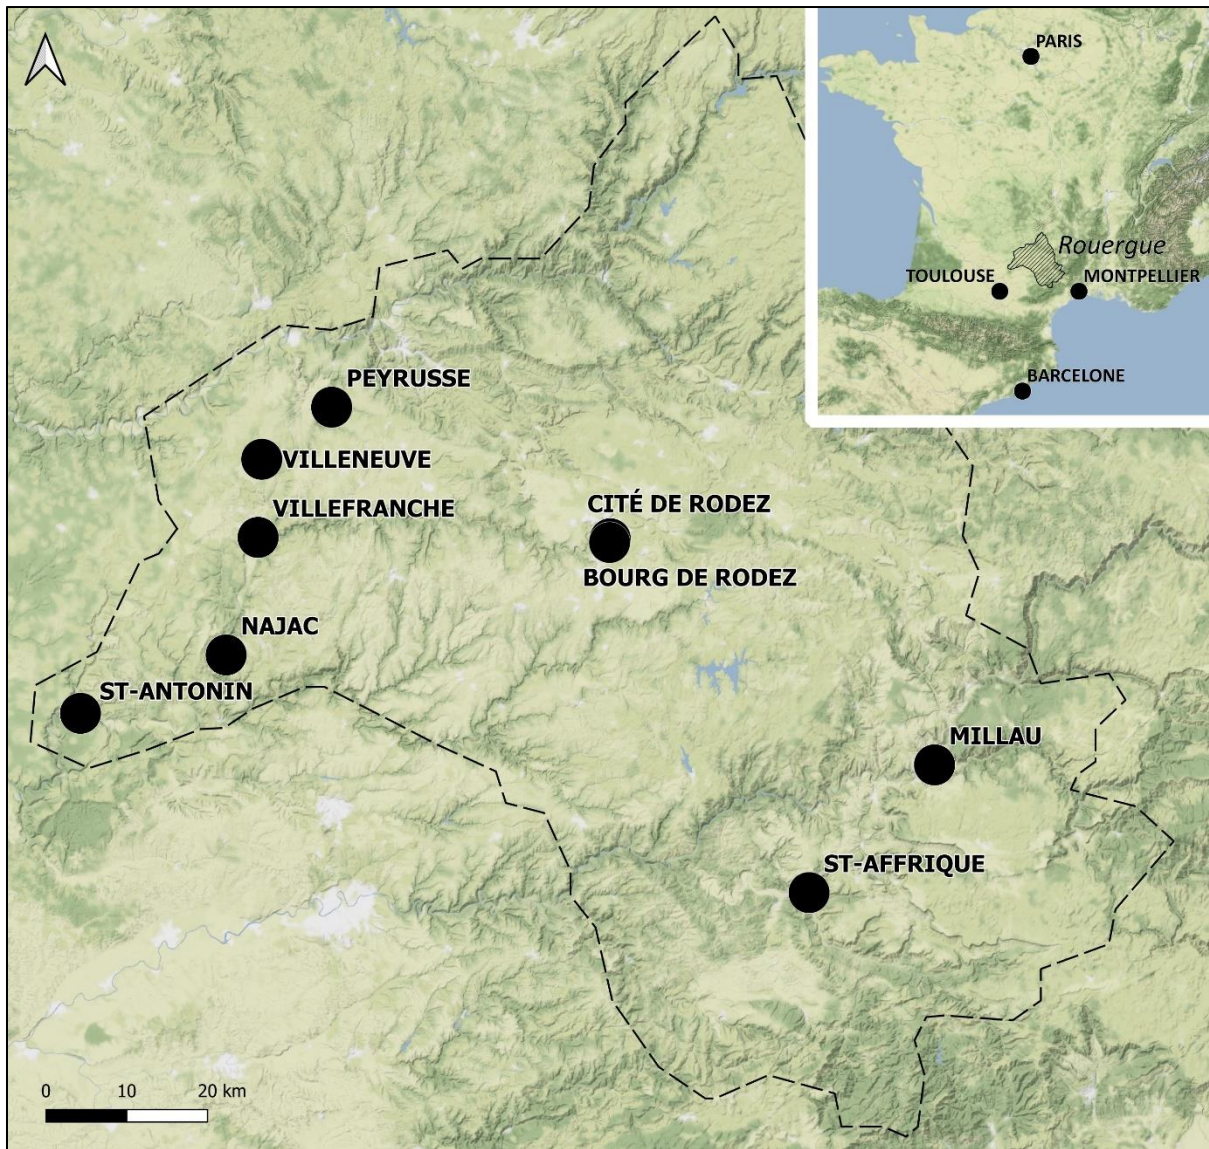 PARIS
Rouergue
TOULOUSE
MONTPELLIER
BARCELONE
PEYRUSSE
VILLENEUVE
VILLEFRANCHE
CITÉ DE RODEZ
BOURG DE RODEZ
NAJAC
ST-ANTONIN
MILLAU
ST-AFFRIQUE
0 10 20 km